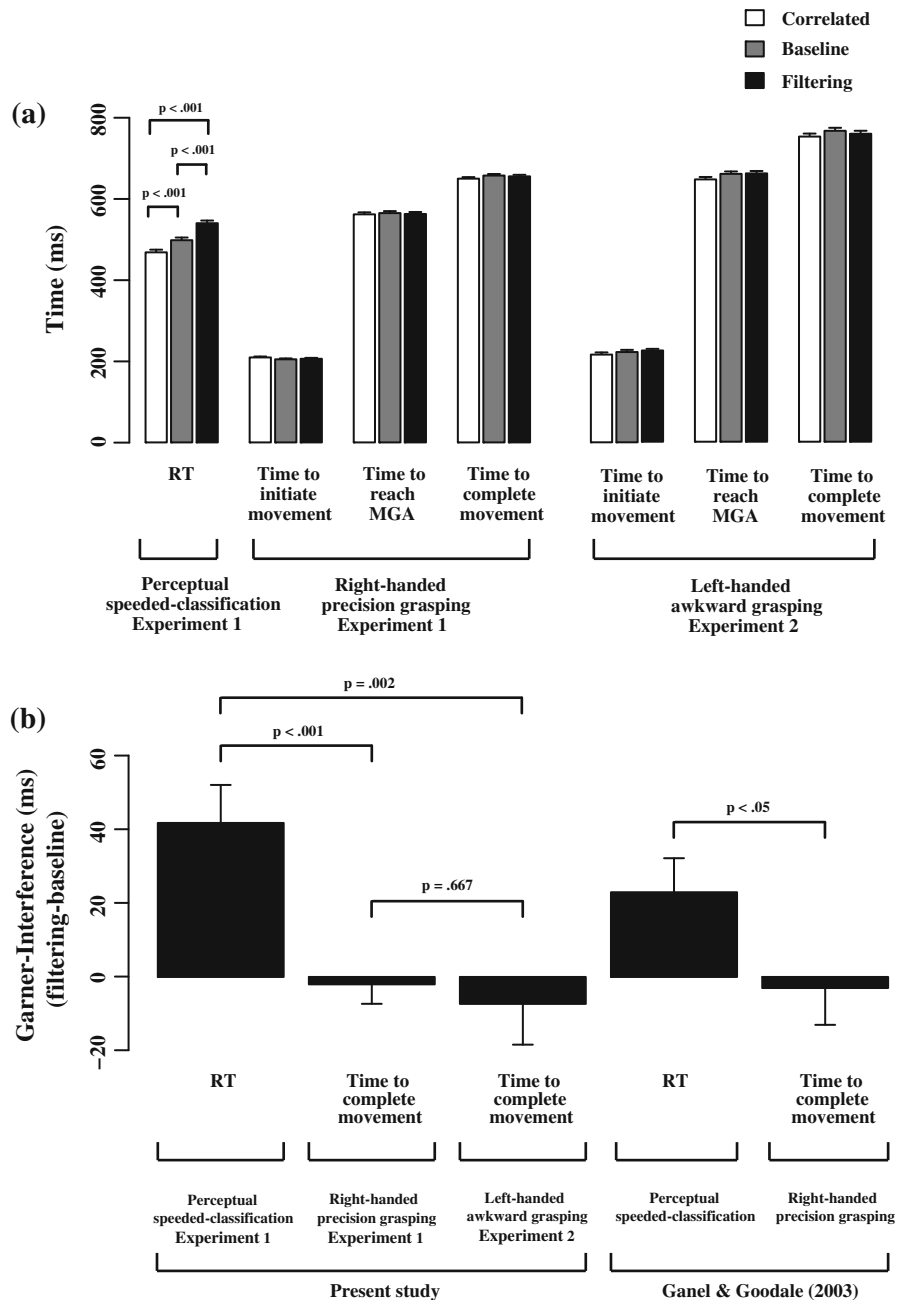 Correlated
Baseline
Filtering
(a)
p < .001
p < .001
p < .001
Time (ms)
800
600
400
200
0
RT
Time to
initiate
movement
Time to
reach
MGA
Time to
complete
movement
Time to
initiate
movement
Time to
reach
MGA
Time to
complete
movement
Perceptual
speeded-classification
Experiment 1
Right-handed
precision grasping
Experiment 1
Left-handed
awkward grasping
Experiment 2
(b)
p = .002
p < .001
p = .667
p < .05
Garner-Interference (ms)
(filtering-baseline)
60
40
20
0
−20
RT
Time to
complete
movement
Time to
complete
movement
RT
Time to
complete
movement
Perceptual
speeded-classification
Experiment 1
Right-handed
precision grasping
Experiment 1
Left-handed
awkward grasping
Experiment 2
Perceptual
speeded-classification
Right-handed
precision grasping
Present study
Ganel & Goodale (2003)